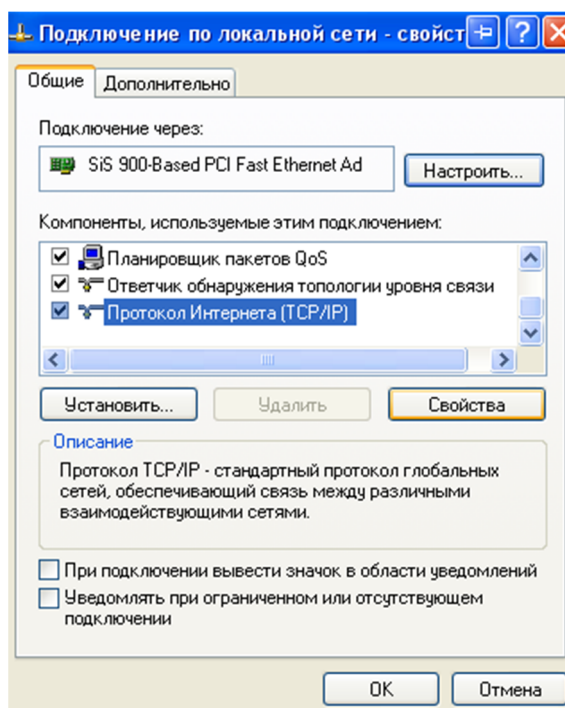 Подключение по локальной сети - свойст
Общие
Дополнительно
Подключение через:
SiS 900-Based PCI Fast Ethernet Ad
Настроить...
Компоненты, используемые этим подключением:
Планировщик пакетов QoS
Ответчик обнаружения топологии уровня связи
Протокол Интернета (TCP/IP)
Установить...
Удалить
Свойства
Описание
Протокол TCP/IP - стандартный протокол глобальных
сетей, обеспечивающий связь между различными
взаимодействующими сетями.
При подключении вывести значок в области уведомлений
Уведомлять при ограниченном или отсутствующем
подключении
OK
Отмена